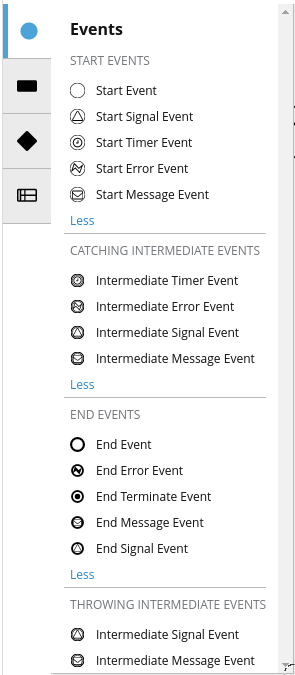 Events
START EVENTS
Start Event
Start Signal Event
Start Timer Event
Start Error Event
Start Message Event
Less
CATCHING INTERMEDIATE EVENTS
Intermediate Timer Event
Intermediate Error Event
Intermediate Signal Event
Intermediate Message Event
Less
END EVENTS
End Event
End Error Event
End Terminate Event
End Message Event
End Signal Event
Less
THROWING INTERMEDIATE EVENTS
Intermediate Signal Event
Intermediate Message Event